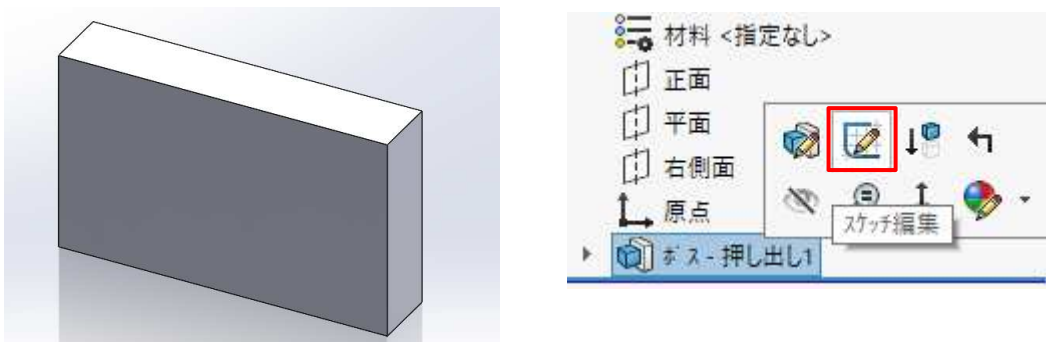 材料 <指定なし>
正面
平面
右側面
原点
スケッチ編集
ボス - 押し出し1